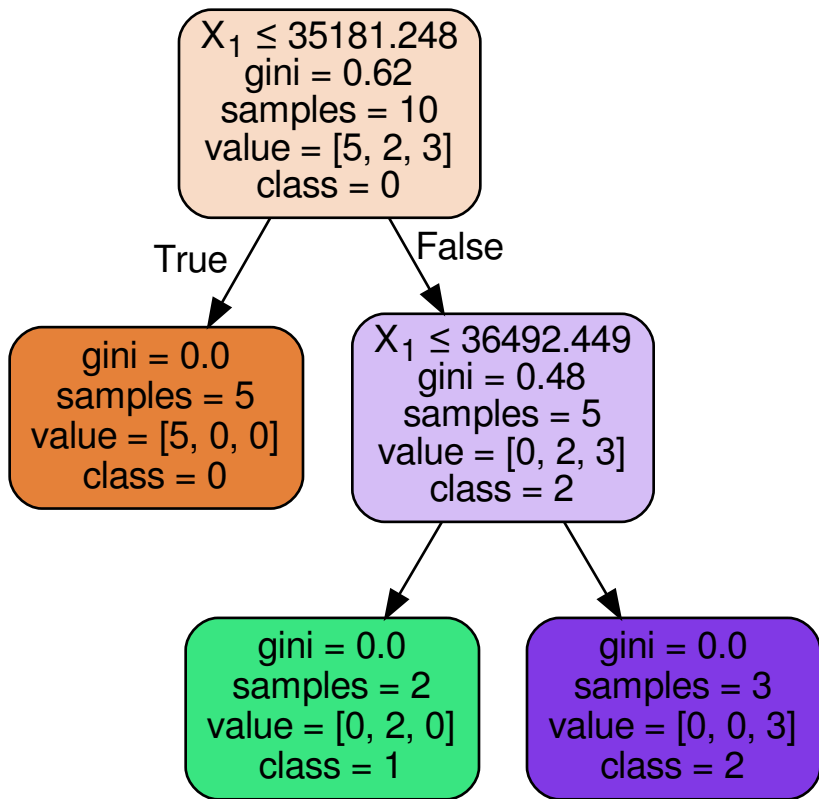 X₁ ≤ 35181.248
gini = 0.62
samples = 10
value = [5, 2, 3]
class = 0
True
False
gini = 0.0
samples = 5
value = [5, 0, 0]
class = 0
X₁ ≤ 36492.449
gini = 0.48
samples = 5
value = [0, 2, 3]
class = 2
gini = 0.0
samples = 2
value = [0, 2, 0]
class = 1
gini = 0.0
samples = 3
value = [0, 0, 3]
class = 2